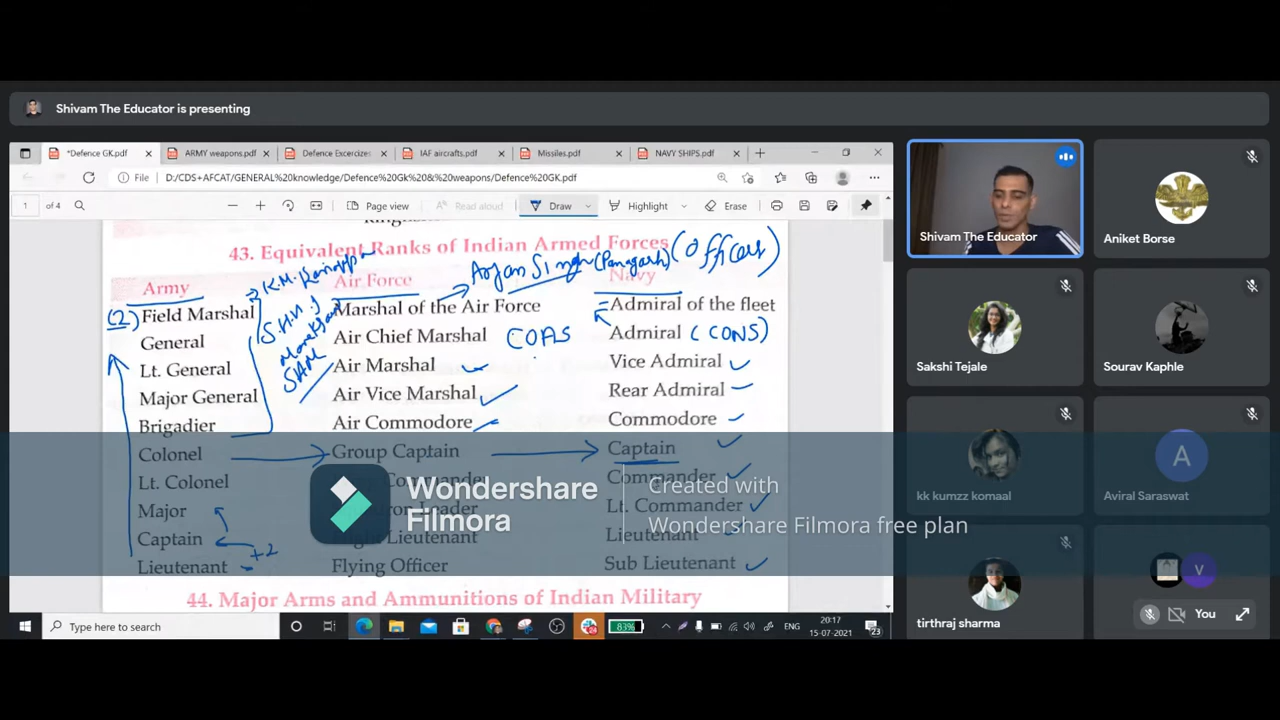 Shivam The Educator is presenting
*Defence GK.pdf
ARMY weapons.pdf
Defence Excercizes
IAF aircrafts.pdf
Missiles.pdf
NAVY SHIPS.pdf
File
D:/CDS+AFCAT/GENERAL%20knowledge/Defence%20Gk%20&%20weapons/Defence%20GK.pdf
1 of 4
Page view
Read aloud
Draw
Highlight
Erase
43. Equivalent Ranks of Indian Armed Forces (Officers)
K.M. Kariappa
Arjan Singh (Panagarh)
Army Air Force Navy
(2) Field Marshal Marshal of the Air Force Admiral of the fleet
S.H.F.J
Manekshaw
SAM
General Air Chief Marshal COAS Admiral (CONS)
Lt. General Air Marshal Vice Admiral
Major General Air Vice Marshal Rear Admiral
Brigadier Air Commodore Commodore
Colonel Group Captain Captain
Lt. Colonel Commander Commander
Major Leader Lt. Commander
Captain Lieutenant Lieutenant
+2
Lieutenant Flying Officer Sub Lieutenant
44. Major Arms and Ammunitions of Indian Military
Wondershare
Filmora
Created with
Wondershare Filmora free plan
Type here to search
83%
ENG
20:17
15-07-2021
23
Shivam The Educator
Aniket Borse
Sakshi Tejale
Sourav Kaphle
kk kumzz komaal
A
Aviral Saraswat
tirthraj sharma
V
You